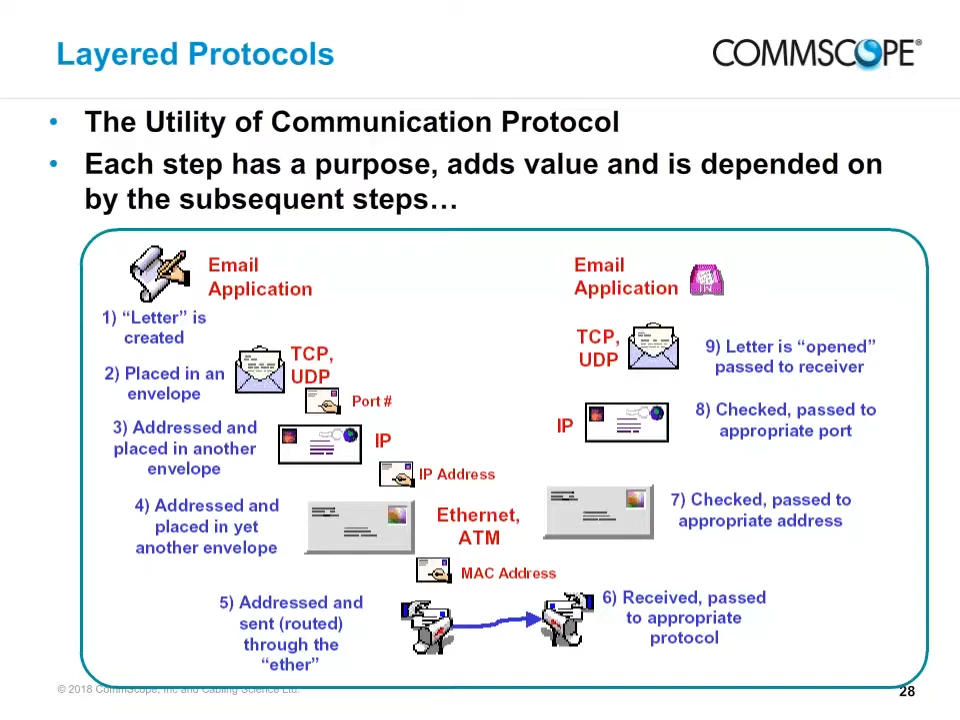 Layered Protocols
COMMSCOPE®
• The Utility of Communication Protocol
• Each step has a purpose, adds value and is depended on
by the subsequent steps…
Email
Application
1) “Letter” is
created
TCP,
UDP
2) Placed in an
envelope
Port #
3) Addressed and
placed in another
envelope
IP
IP Address
4) Addressed and
placed in yet
another envelope
Ethernet,
ATM
MAC Address
5) Addressed and
sent (routed)
through the
“ether”
Email
Application
IN
TCP,
UDP
9) Letter is “opened”
passed to receiver
IP
8) Checked, passed to
appropriate port
7) Checked, passed to
appropriate address
6) Received, passed
to appropriate
protocol
© 2018 CommScope, Inc and Cabling Science Ltd.
28